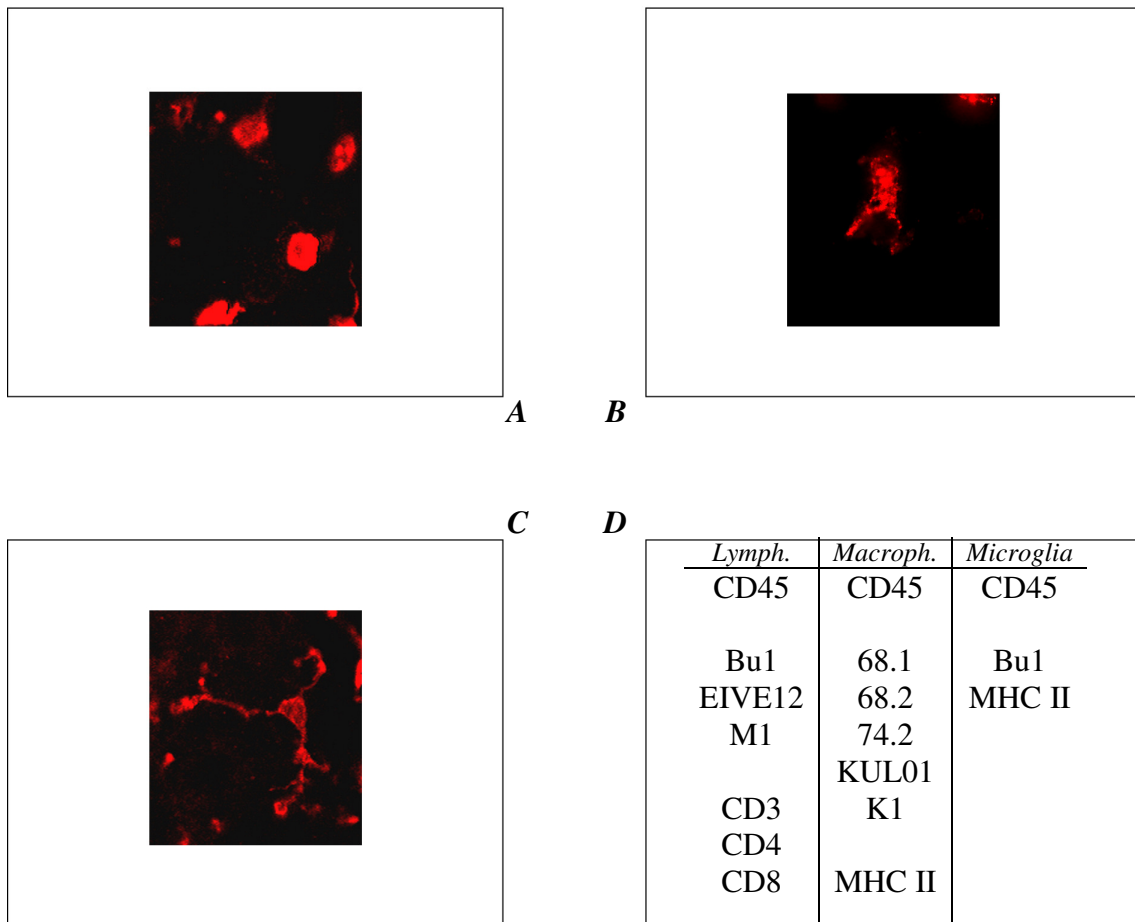 A
B
C
D
Lymph. Macroph. Microglia
CD45 CD45 CD45
Bu1 68.1 Bu1
EIVE12 68.2 MHC II
M1 74.2
KUL01
CD3 K1
CD4
CD8 MHC II